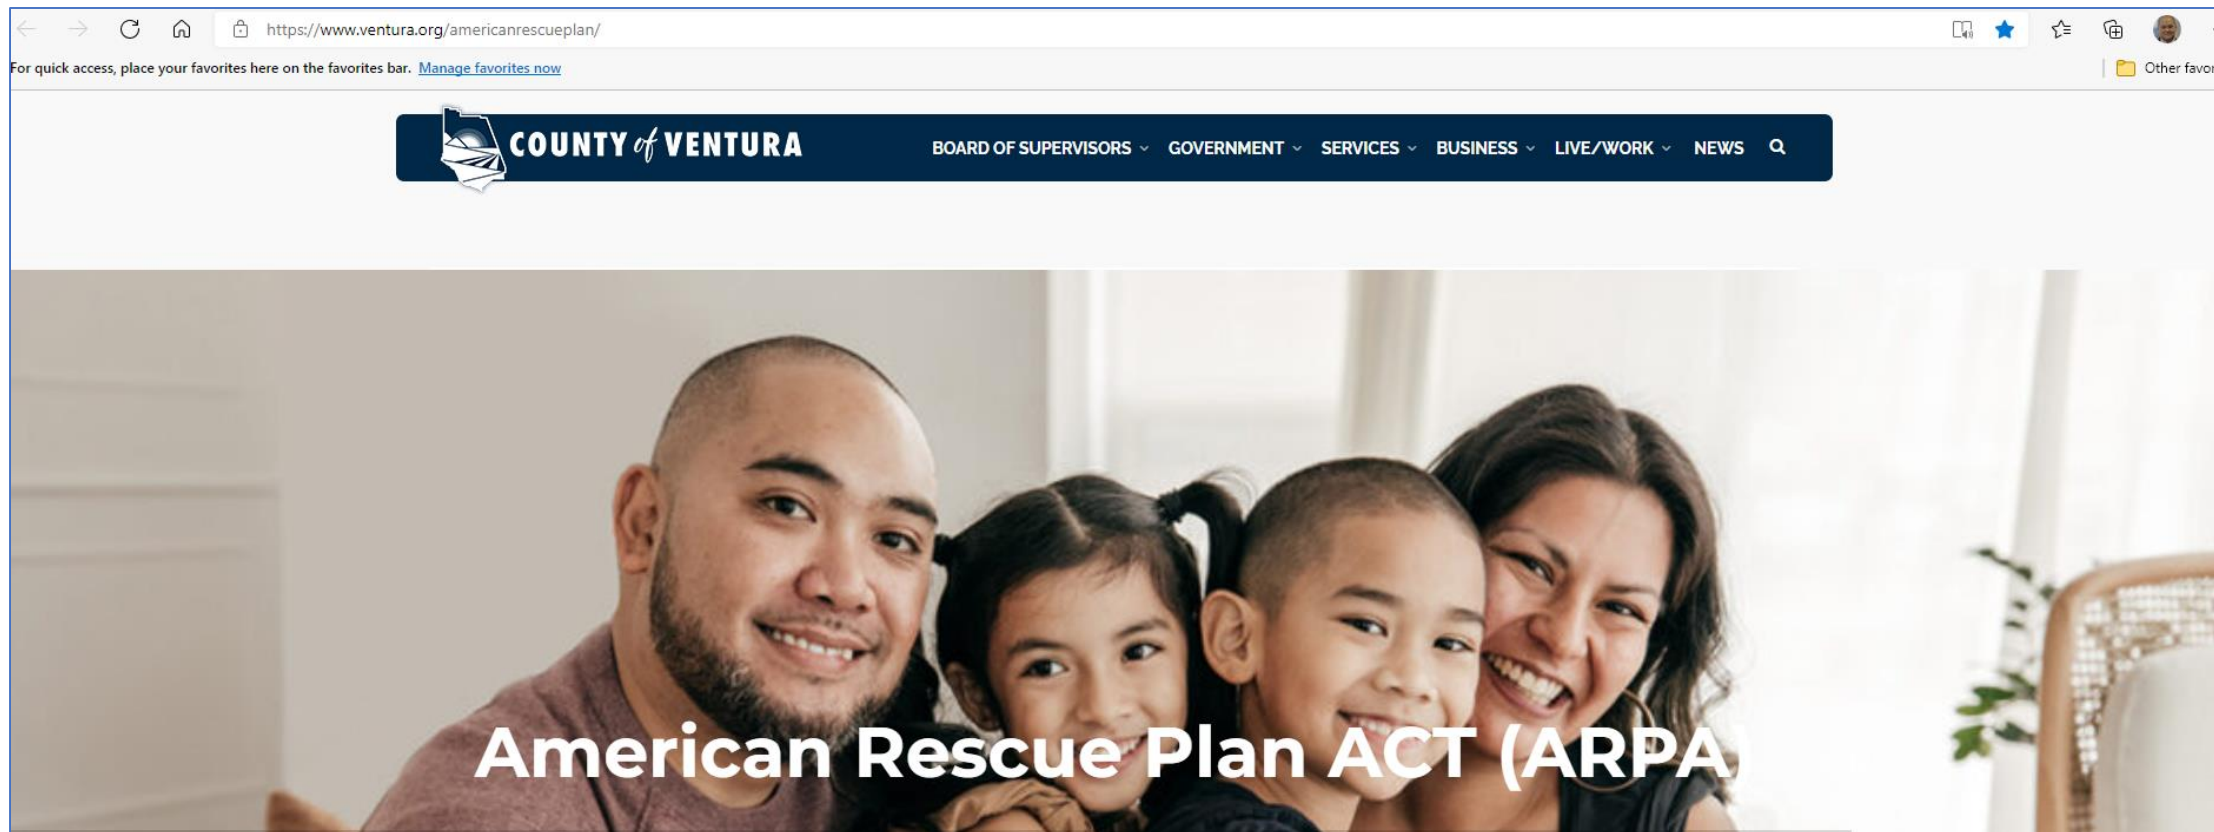 https://www.ventura.org/americanrescueplan/
For quick access, place your favorites here on the favorites bar. Manage favorites now
Other favor
COUNTY of VENTURA BOARD OF SUPERVISORS GOVERNMENT SERVICES BUSINESS LIVE/WORK NEWS
American Rescue Plan ACT (ARPA)